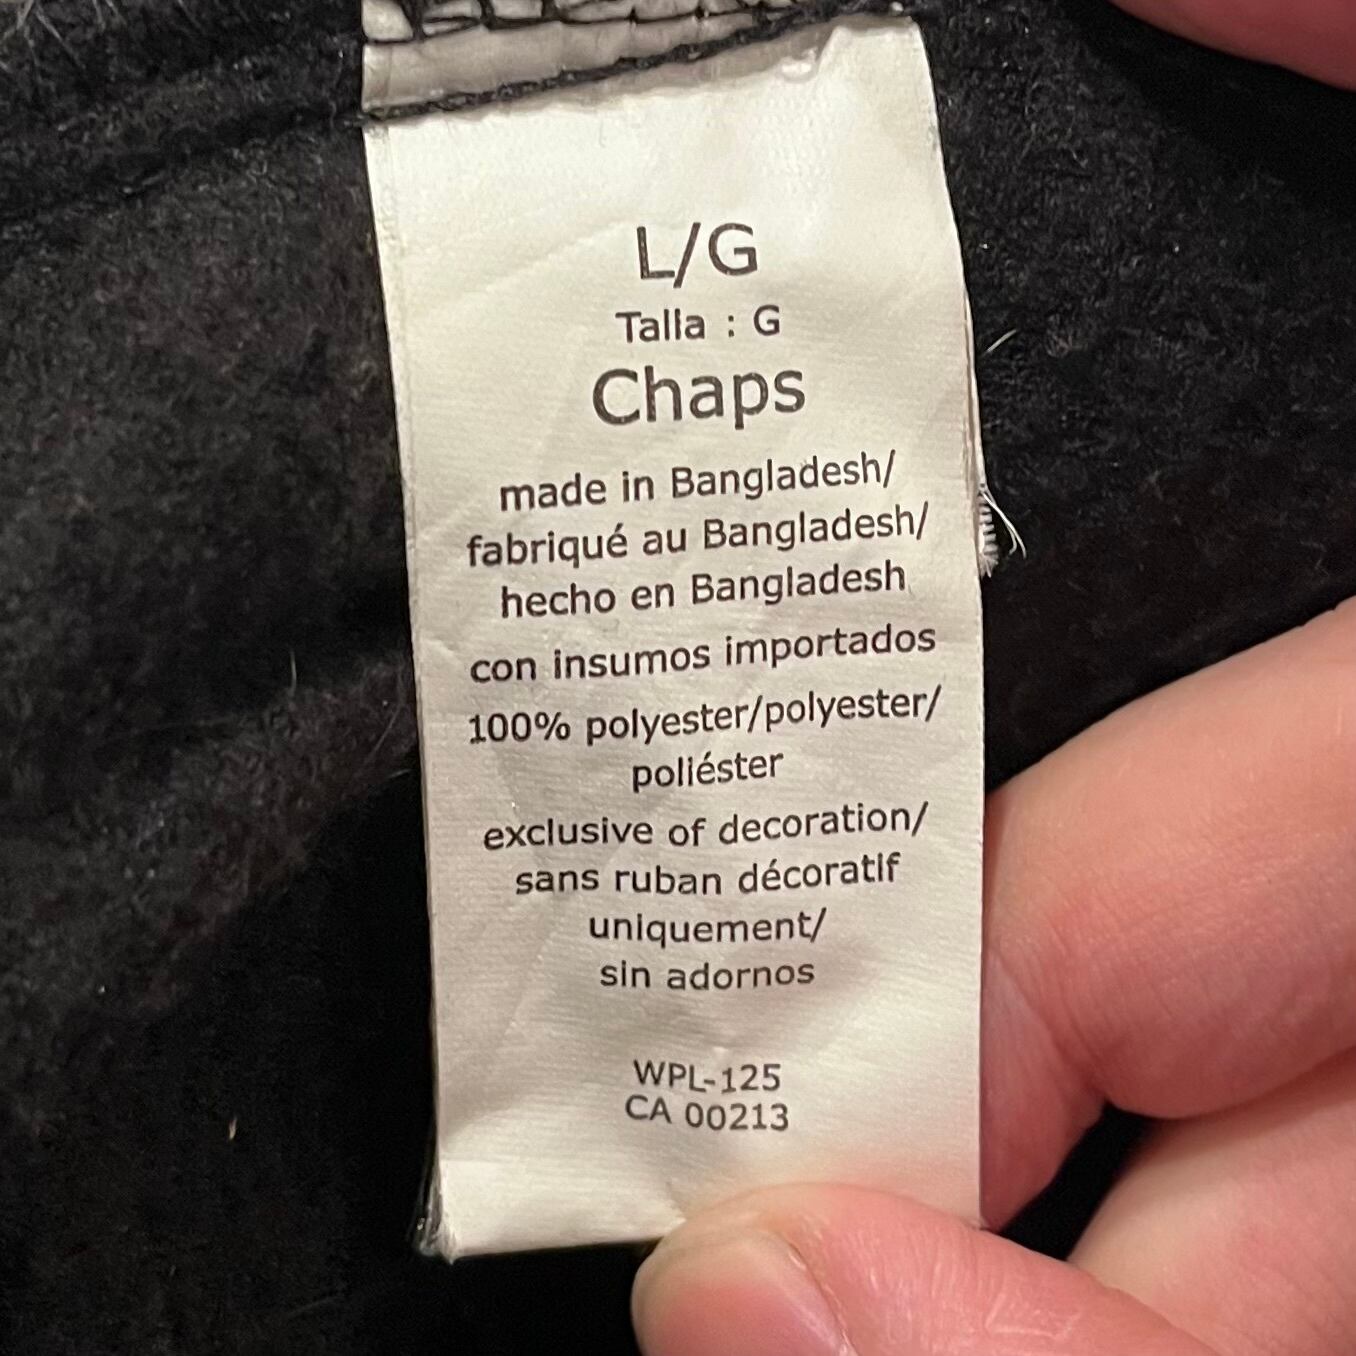 L/G
Talla : G
Chaps
made in Bangladesh/
fabriqué au Bangladesh/
hecho en Bangladesh
con insumos importados
100% polyester/polyester/
poliéster
exclusive of decoration/
sans ruban décoratif
uniquement/
sin adornos
WPL-125
CA 00213